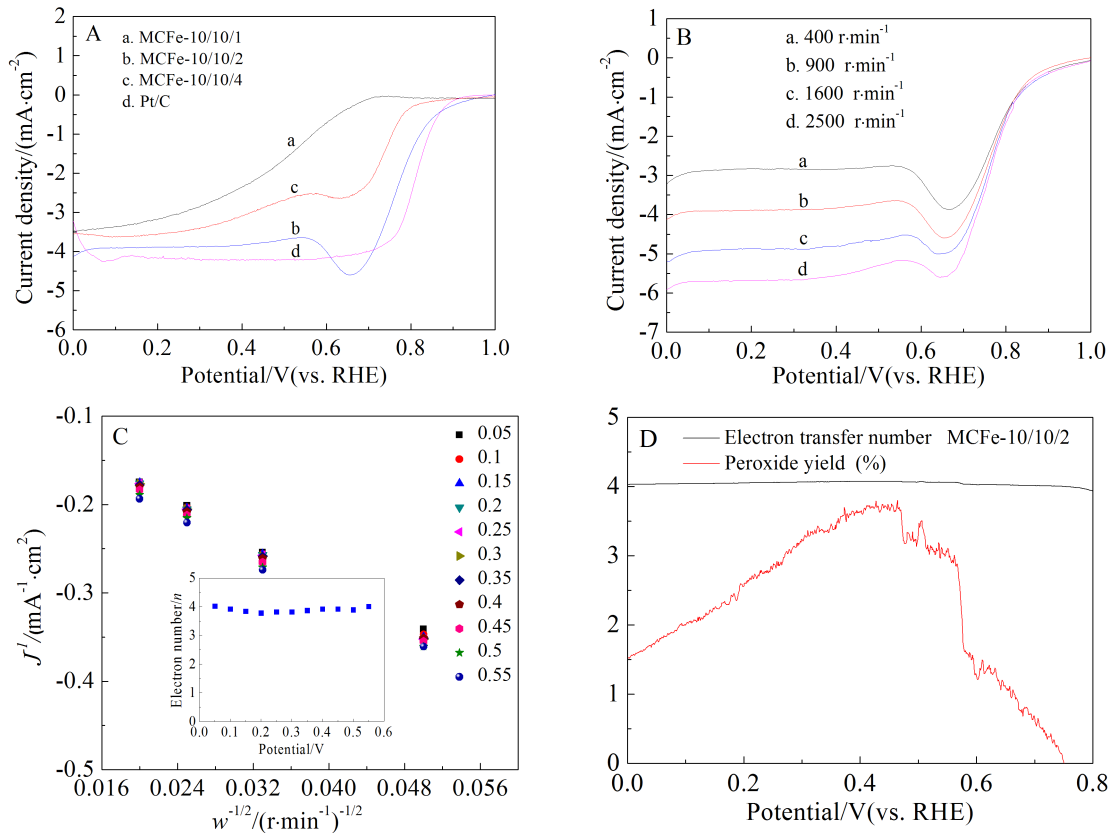 A
a. MCFe-10/10/1
b. MCFe-10/10/2
c. MCFe-10/10/4
d. Pt/C
a
c
b
d
2
1
0
-1
-2
-3
-4
-5
-6
0.0 0.2 0.4 0.6 0.8 1.0
Current density/(mA·cm⁻²)
Potential/V(vs. RHE)
B
a. 400 r·min⁻¹
b. 900 r·min⁻¹
c. 1600 r·min⁻¹
d. 2500 r·min⁻¹
a
b
c
d
1
0
-1
-2
-3
-4
-5
-6
-7
0.0 0.2 0.4 0.6 0.8 1.0
Current density/(mA·cm⁻²)
Potential/V(vs. RHE)
C
0.05
0.1
0.15
0.2
0.25
0.3
0.35
0.4
0.45
0.5
0.55
-0.1
-0.2
-0.3
-0.4
-0.5
0.016 0.024 0.032 0.040 0.048 0.056
J⁻¹/(mA⁻¹·cm²)
w⁻¹/²/(r·min⁻¹)⁻¹/²
5
4
3
2
1
0
0.0 0.1 0.2 0.3 0.4 0.5 0.6
Electron number/n
Potential/V
D
Electron transfer number MCFe-10/10/2
Peroxide yield (%)
5
4
3
2
1
0
0.0 0.2 0.4 0.6 0.8
Potential/V(vs. RHE)